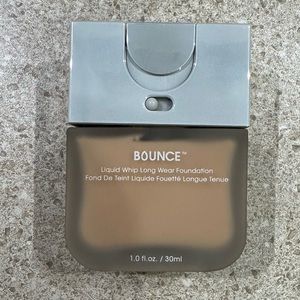 BOUNCE™
Liquid Whip Long Wear Foundation
Fond De Teint Liquide Fouetté Longue Tenue
1.0 fl. oz. / 30ml